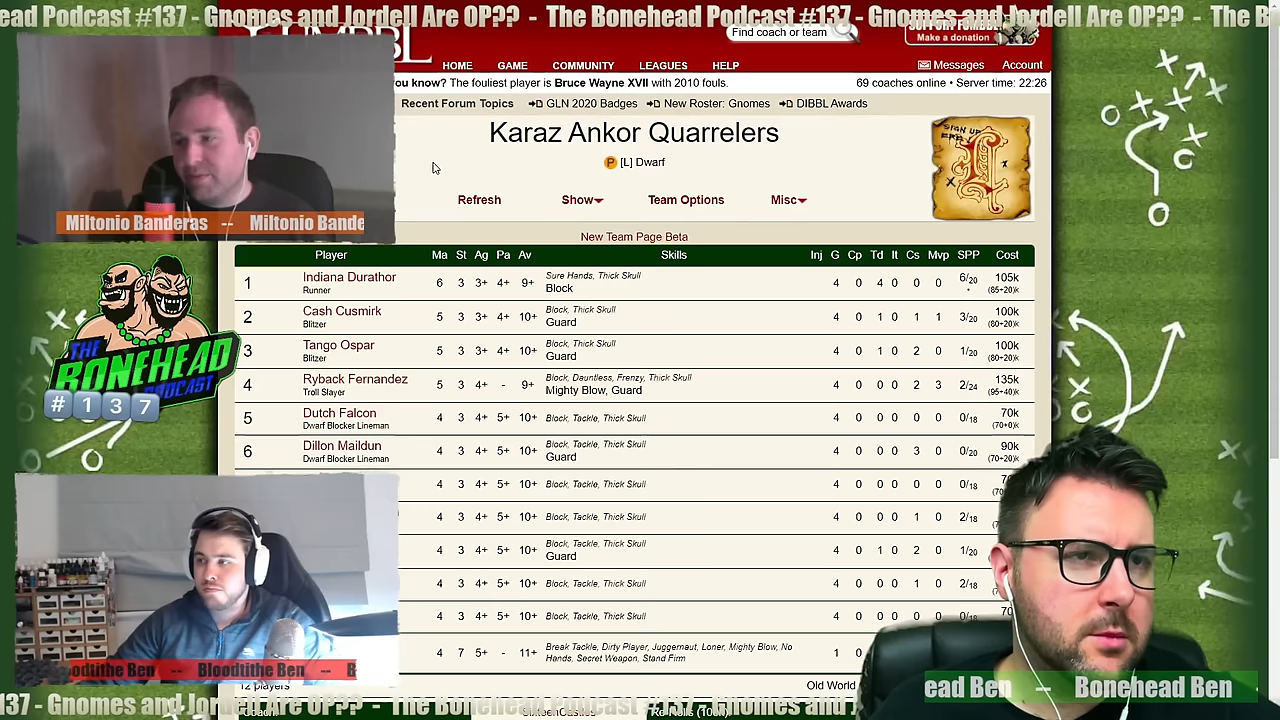 ead Podcast #137 - Gnomes and Jordell Are OP?? - The Bonehead Podcast #137 - Gnomes and Jordell Are OP?? - The B
Find coach or team
Make a donation
HOME GAME COMMUNITY LEAGUES HELP
Messages Account
you know? The fouliest player is Bruce Wayne XVII with 2010 fouls.
69 coaches online • Server time: 22:26
Recent Forum Topics GLN 2020 Badges New Roster: Gnomes DIBBL Awards
Karaz Ankor Quarrelers
P [L] Dwarf
SIGN UP
Refresh Show Team Options Misc
New Team Page Beta
Miltonio Banderas -- Miltonio Bande
Player Ma St Ag Pa Av Skills Inj G Cp Td It Cs Mvp SPP Cost
1 Indiana Durathor 6 3 3+ 4+ 9+ Sure Hands, Thick Skull 4 0 4 0 0 0 6/20 105k
Runner Block (85+20)k
2 Cash Cusmirk 5 3 3+ 4+ 10+ Block, Thick Skull 4 0 1 0 1 1 3/20 100k
Blitzer Guard (80+20)k
3 Tango Ospar 5 3 3+ 4+ 10+ Block, Thick Skull 4 0 1 0 2 0 1/20 100k
Blitzer Guard (80+20)k
4 Ryback Fernandez 5 3 4+ - 9+ Block, Dauntless, Frenzy, Thick Skull 4 0 0 0 2 3 2/24 135k
Troll Slayer Mighty Blow, Guard (95+40)k
5 Dutch Falcon 4 3 4+ 5+ 10+ Block, Tackle, Thick Skull 4 0 0 0 0 0 0/18 70k
Dwarf Blocker Lineman (70+0)k
6 Dillon Maildun 4 3 4+ 5+ 10+ Block, Tackle, Thick Skull 4 0 0 0 3 0 0/20 90k
Dwarf Blocker Lineman Guard (70+20)k
4 3 4+ 5+ 10+ Block, Tackle, Thick Skull 4 0 0 0 0 0 0/18
4 3 4+ 5+ 10+ Block, Tackle, Thick Skull 4 0 0 0 1 0 2/18
4 3 4+ 5+ 10+ Block, Tackle, Thick Skull 4 0 1 0 2 0 1/20
Guard
4 3 4+ 5+ 10+ Block, Tackle, Thick Skull 4 0 0 0 1 0 2/18
4 3 4+ 5+ 10+ Block, Tackle, Thick Skull 4 0 0 0 0 0 0/18 70
4 7 5+ - 11+ Break Tackle, Dirty Player, Juggernaut, Loner, Mighty Blow, No 1 0
Hands, Secret Weapon, Stand Firm
12 players
Old World
THE
BONEHEAD
PODCAST
#137
Bloodtithe Ben -- Bloodtithe Ben -- B
ead Ben -- Bonehead Ben
137 - Gnomes and Jordell Are OP?? - The Bonehead Podcast #137 - Gnomes and J